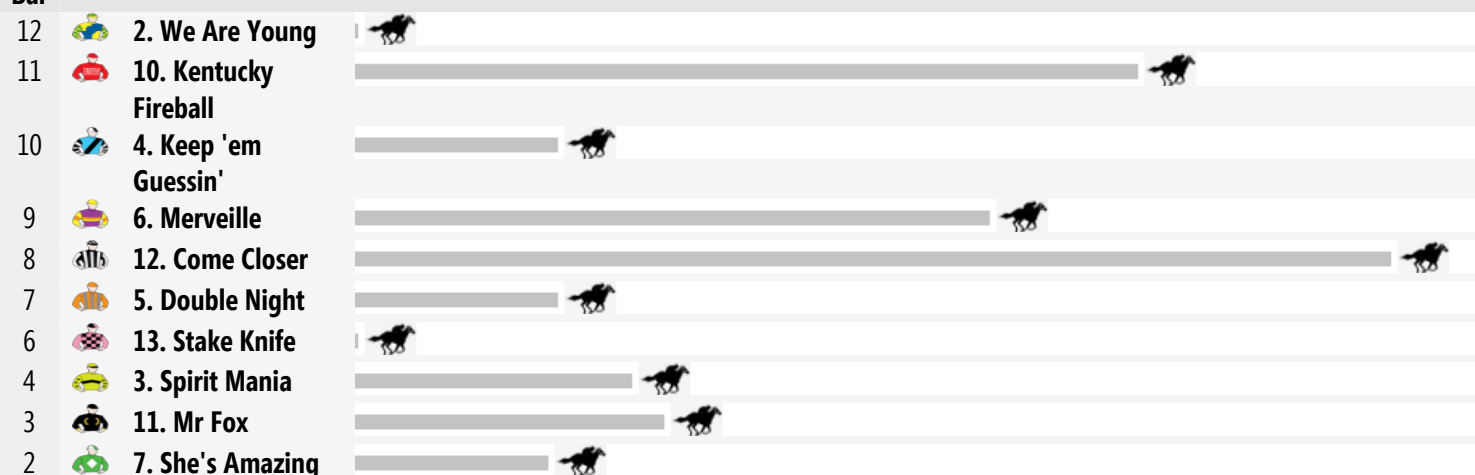 Bar
12 2. We Are Young
11 10. Kentucky
Fireball
10 4. Keep 'em
Guessin'
9 6. Merveille
8 12. Come Closer
7 5. Double Night
6 13. Stake Knife
4 3. Spirit Mania
3 11. Mr Fox
2 7. She's Amazing